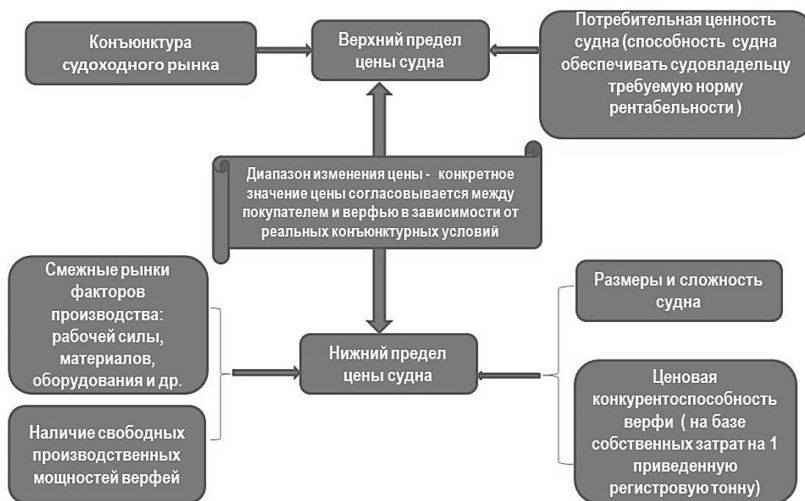 Конъюнктура
судоходного рынка
Верхний предел
цены судна
Потребительная ценность
судна (способность судна
обеспечивать судовладельцу
требуемую норму
рентабельности )
Диапазон изменения цены - конкретное
значение цены согласовывается между
покупателем и верфью в зависимости от
реальных конъюнктурных условий
Смежные рынки
факторов
производства:
рабочей силы,
материалов,
оборудования и др.
Наличие свободных
производственных
мощностей верфей
Нижний предел
цены судна
Размеры и сложность
судна
Ценовая
конкурентоспособность
верфи ( на базе
собственных затрат на 1
приведенную
регистровую тонну)